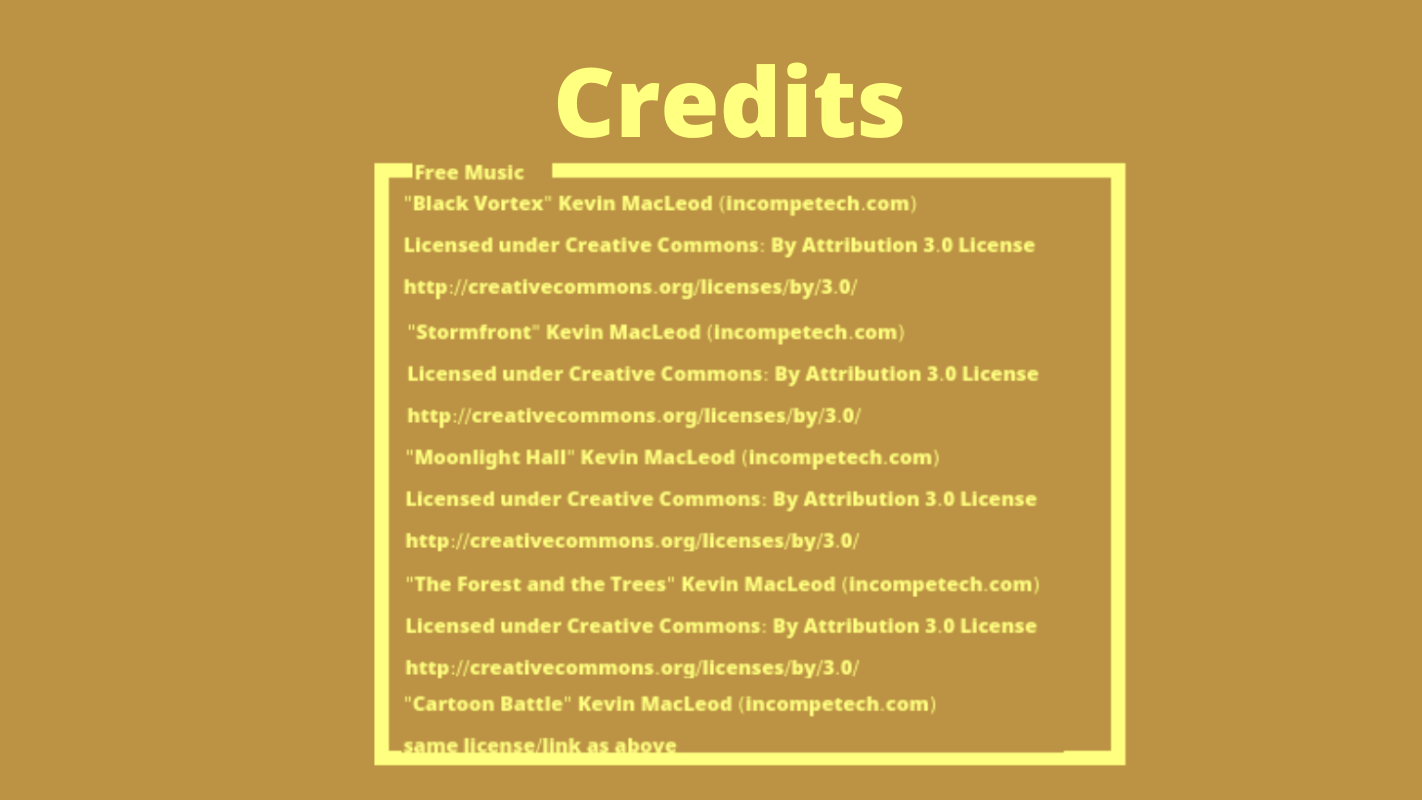 Credits
Free Music
"Black Vortex" Kevin MacLeod (incompetech.com)
Licensed under Creative Commons: By Attribution 3.0 License
http://creativecommons.org/licenses/by/3.0/
"Stormfront" Kevin MacLeod (incompetech.com)
Licensed under Creative Commons: By Attribution 3.0 License
http://creativecommons.org/licenses/by/3.0/
"Moonlight Hall" Kevin MacLeod (incompetech.com)
Licensed under Creative Commons: By Attribution 3.0 License
http://creativecommons.org/licenses/by/3.0/
"The Forest and the Trees" Kevin MacLeod (incompetech.com)
Licensed under Creative Commons: By Attribution 3.0 License
http://creativecommons.org/licenses/by/3.0/
"Cartoon Battle" Kevin MacLeod (incompetech.com)
same license/link as above